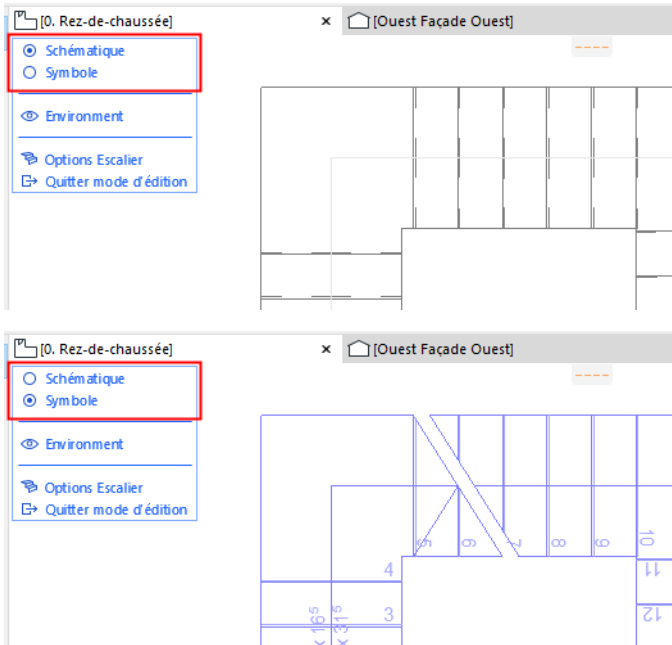 [0. Rez-de-chaussée] × [Ouest Façade Ouest]
Schématique
Symbole
Environment
Options Escalier
Quitter mode d'édition
[0. Rez-de-chaussée] × [Ouest Façade Ouest]
Schématique
Symbole
Environment
Options Escalier
Quitter mode d'édition
5 6 7 8 9 10
4
11
3
12
x 16⁵
x 31⁵